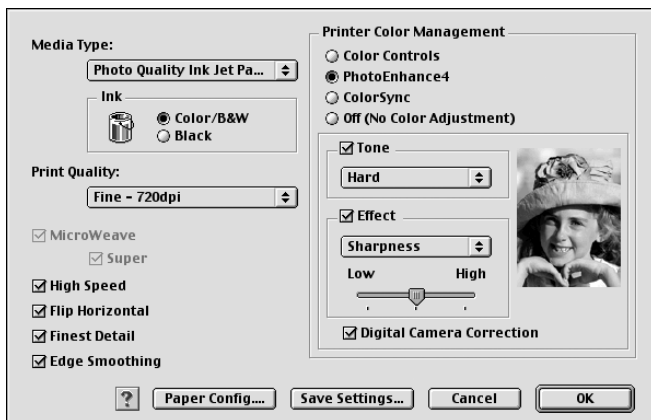 Media Type:
Photo Quality Ink Jet Pa...
Ink
Color/B&W
Black
Print Quality:
Fine - 720dpi
MicroWeave
Super
High Speed
Flip Horizontal
Finest Detail
Edge Smoothing
Printer Color Management
Color Controls
PhotoEnhance4
ColorSync
Off (No Color Adjustment)
Tone
Hard
Effect
Sharpness
Low High
Digital Camera Correction
? Paper Config.... Save Settings... Cancel OK